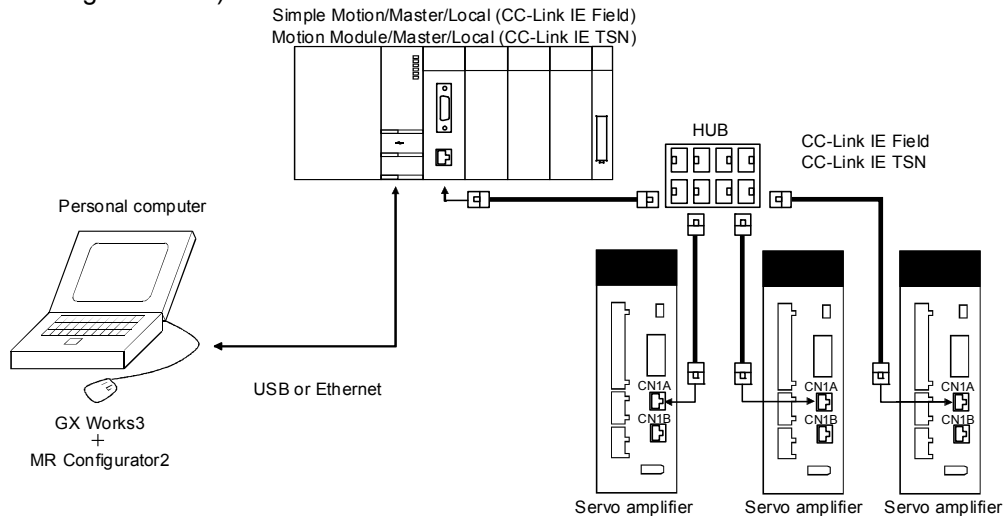 Simple Motion/Master/Local (CC-Link IE Field)
Motion Module/Master/Local (CC-Link IE TSN)
HUB
CC-Link IE Field
CC-Link IE TSN
Personal computer
USB or Ethernet
GX Works3
+
MR Configurator2
CN1A
CN1B
CN1A
CN1B
CN1A
CN1B
Servo amplifier
Servo amplifier
Servo amplifier